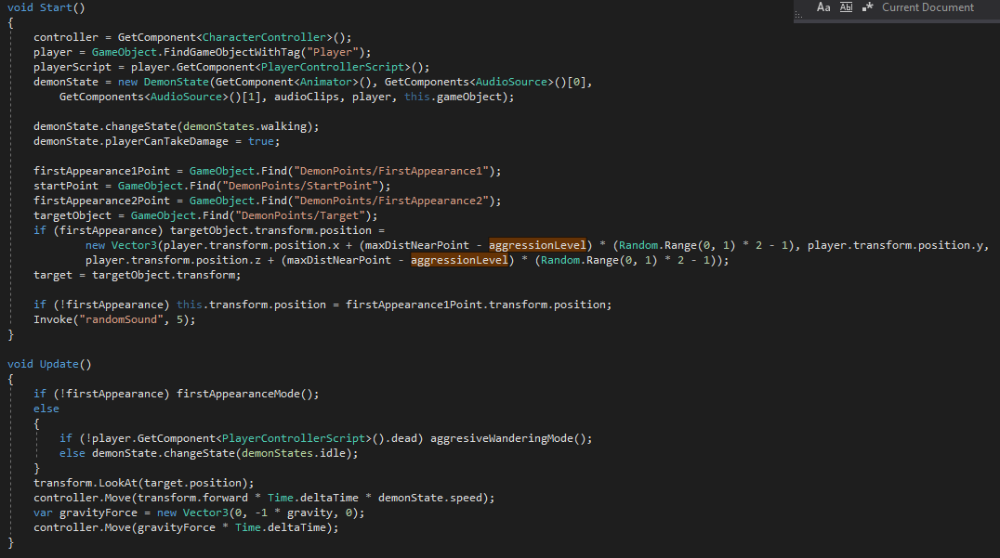 Aa Abl .* Current Document
void Start()
{
    controller = GetComponent<CharacterController>();
    player = GameObject.FindGameObjectWithTag("Player");
    playerScript = player.GetComponent<PlayerControllerScript>();
    demonState = new DemonState(GetComponent<Animator>(), GetComponents<AudioSource>()[0],
        GetComponents<AudioSource>()[1], audioClips, player, this.gameObject);

    demonState.changeState(demonStates.walking);
    demonState.playerCanTakeDamage = true;

    firstAppearance1Point = GameObject.Find("DemonPoints/FirstAppearance1");
    startPoint = GameObject.Find("DemonPoints/StartPoint");
    firstAppearance2Point = GameObject.Find("DemonPoints/FirstAppearance2");
    targetObject = GameObject.Find("DemonPoints/Target");
    if (firstAppearance) targetObject.transform.position =
            new Vector3(player.transform.position.x + (maxDistNearPoint - aggressionLevel) * (Random.Range(0, 1) * 2 - 1), player.transform.position.y,
            player.transform.position.z + (maxDistNearPoint - aggressionLevel) * (Random.Range(0, 1) * 2 - 1));
    target = targetObject.transform;

    if (!firstAppearance) this.transform.position = firstAppearance1Point.transform.position;
    Invoke("randomSound", 5);
}

void Update()
{
    if (!firstAppearance) firstAppearanceMode();
    else
    {
        if (!player.GetComponent<PlayerControllerScript>().dead) aggresiveWanderingMode();
        else demonState.changeState(demonStates.idle);
    }
    transform.LookAt(target.position);
    controller.Move(transform.forward * Time.deltaTime * demonState.speed);
    var gravityForce = new Vector3(0, -1 * gravity, 0);
    controller.Move(gravityForce * Time.deltaTime);
}